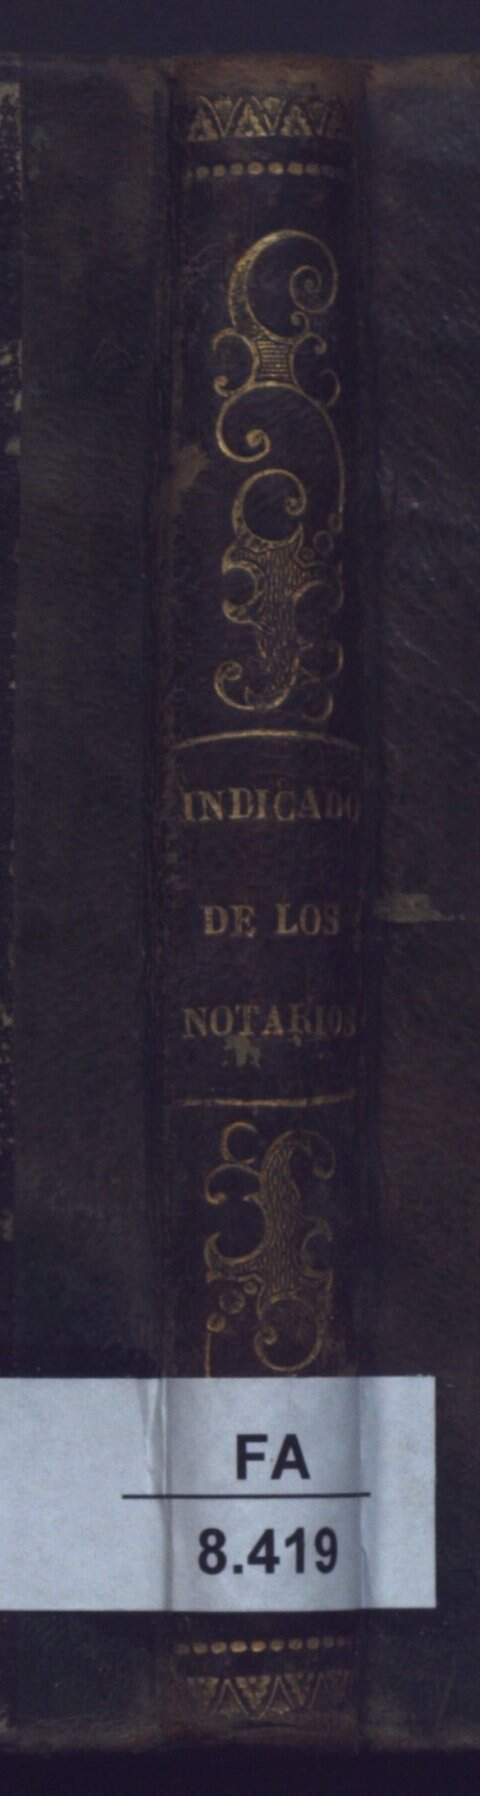 INDICADO
DE LOS
NOTARIOS
FA
8.419